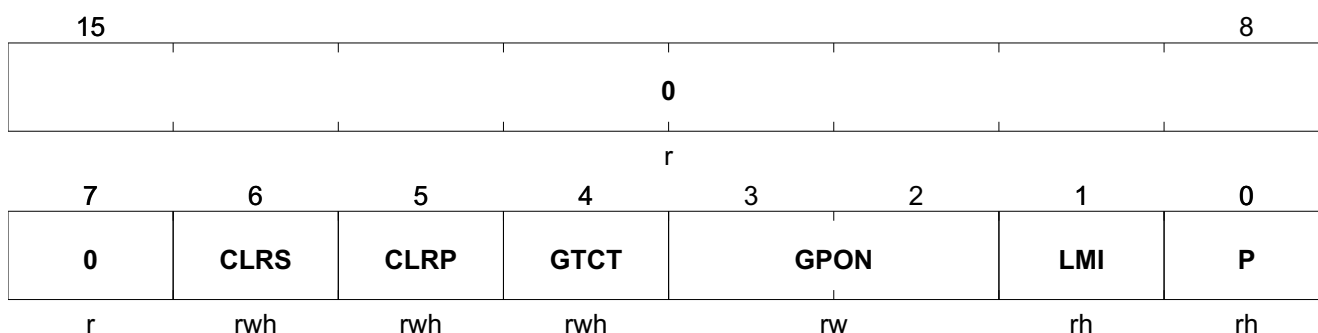 15 8
0
r
7 6 5 4 3 2 1 0
0 CLRS CLRP GTCT GPON LMI P
r rwh rwh rwh rw rh rh